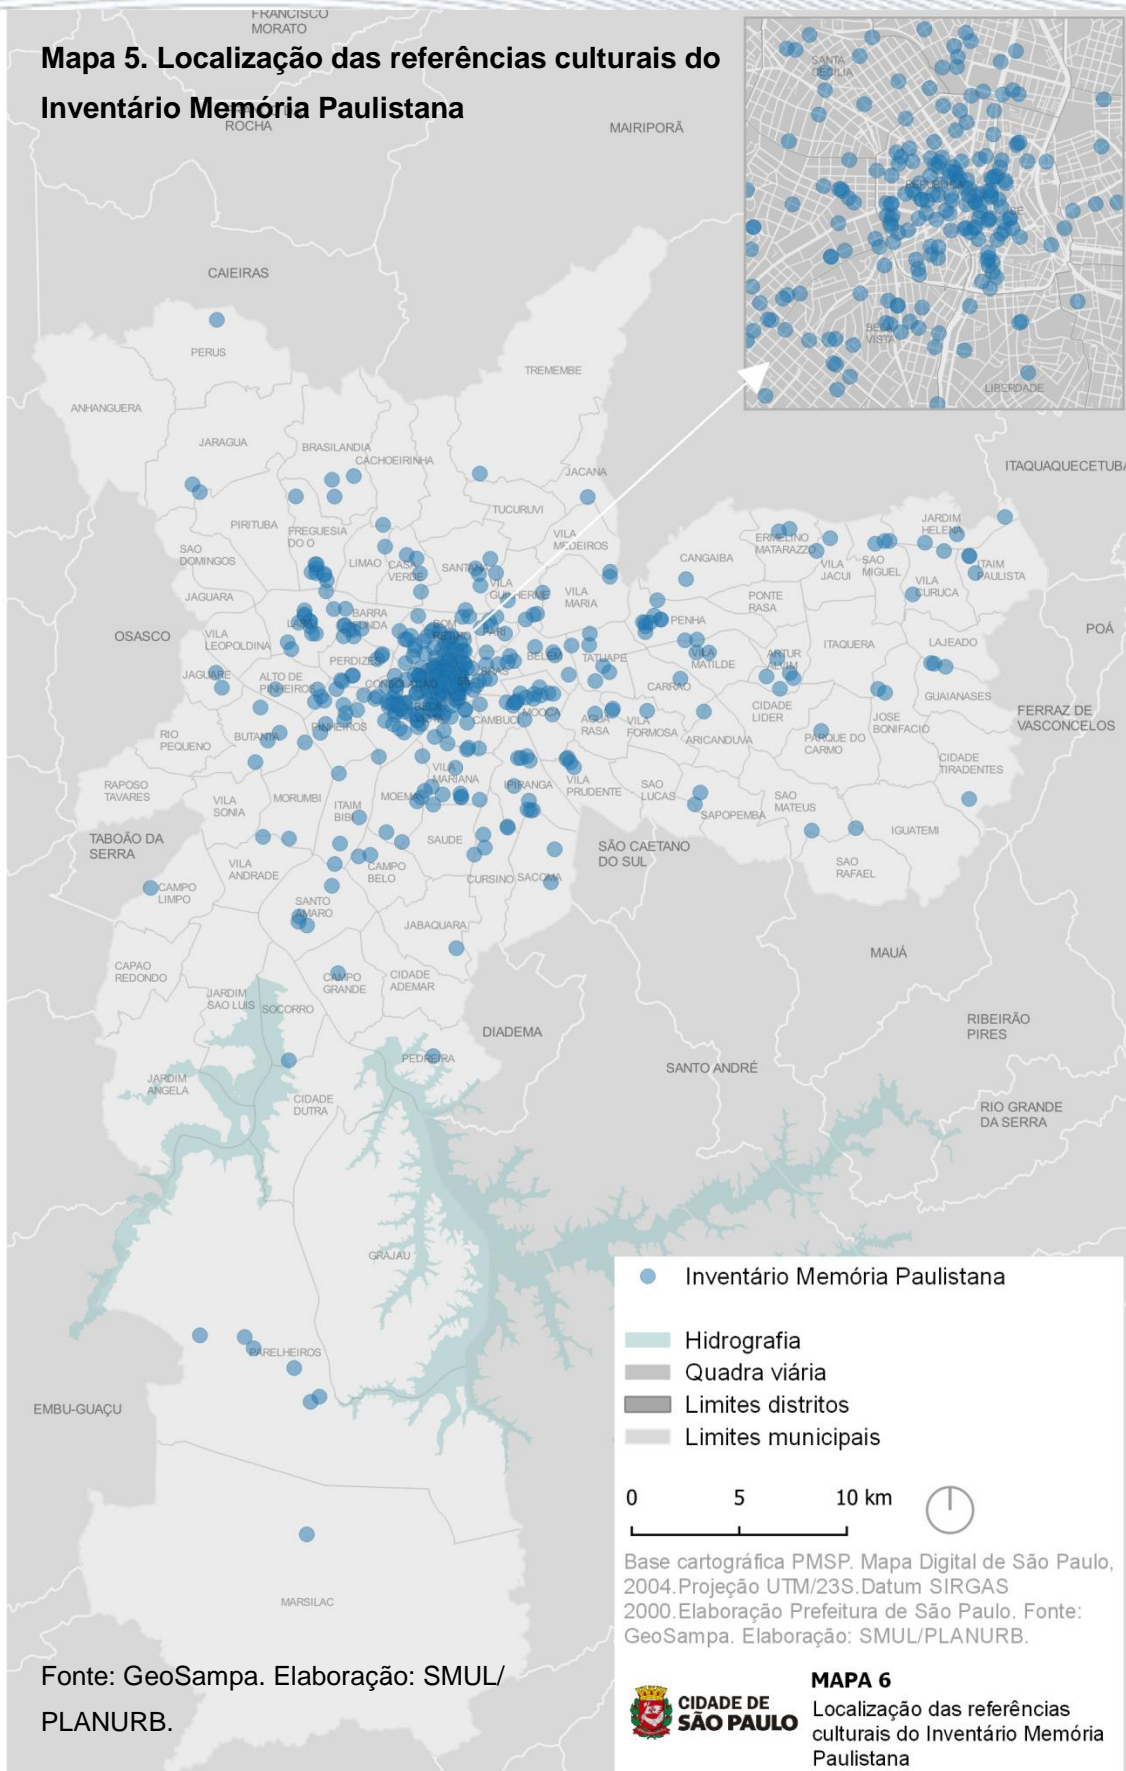 FRANCISCO
MORATO
Mapa 5. Localização das referências culturais do
Inventário Memória Paulistana
ROCHA
MAIRIPORÃ
SANTA
CECILIA
REPUBLICA
BELA
VISTA
LIBERDADE
CAIEIRAS
PERUS
TREMEMBE
ANHANGUERA
JARAGUA
BRASILANDIA
CACHOEIRINHA
JACANA
ITAQUAQUECETUBA
TUCURUVI
PIRITUBA
FREGUESIA
DO O
VILA
MEDEIROS
JARDIM
HELENA
ERMELINO
MATARAZZO
SAO
DOMINGOS
LIMAO
CASA
VERDE
SANTANA
CANGAIBA
VILA
JACUI
SAO
MIGUEL
ITAIM
PAULISTA
VILA
GUILHERME
VILA
MARIA
VILA
CURUCA
JAGUARA
PONTE
RASA
BARRA
FUNDA
BOM
RETIRO
PARI
PENHA
OSASCO
VILA
LEOPOLDINA
LAPA
POÁ
ITAQUERA
LAJEADO
PERDIZES
BELEM
TATUAPE
VILA
MATILDE
ARTUR
ALVIM
JAGUARE
ALTO DE
PINHEIROS
CONSOLACAO
BRAS
SE
CARRAO
GUAIANASES
BELA
VISTA
CAMBUCI
MOOCA
AGUA
RASA
VILA
FORMOSA
CIDADE
LIDER
JOSE
BONIFACIO
FERRAZ DE
VASCONCELOS
RIO
PEQUENO
BUTANTA
PINHEIROS
ARICANDUVA
PARQUE DO
CARMO
CIDADE
TIRADENTES
RAPOSO
TAVARES
VILA
SONIA
MORUMBI
ITAIM
BIBI
MOEMA
VILA
MARIANA
IPIRANGA
VILA
PRUDENTE
SAO
LUCAS
SAPOPEMBA
SAO
MATEUS
IGUATEMI
TABOÃO DA
SERRA
SAUDE
SÃO CAETANO
DO SUL
VILA
ANDRADE
CAMPO
BELO
CURSINO
SACOMA
SAO
RAFAEL
CAMPO
LIMPO
SANTO
AMARO
JABAQUARA
MAUÁ
CAPAO
REDONDO
CAMPO
GRANDE
CIDADE
ADEMAR
JARDIM
SAO LUIS
SOCORRO
DIADEMA
RIBEIRÃO
PIRES
PEDREIRA
SANTO ANDRÉ
JARDIM
ANGELA
CIDADE
DUTRA
RIO GRANDE
DA SERRA
GRAJAU
PARELHEIROS
EMBU-GUAÇU
MARSILAC
Inventário Memória Paulistana
Hidrografia
Quadra viária
Limites distritos
Limites municipais
0 5 10 km
Base cartográfica PMSP. Mapa Digital de São Paulo,
2004.Projeção UTM/23S.Datum SIRGAS
2000.Elaboração Prefeitura de São Paulo. Fonte:
GeoSampa. Elaboração: SMUL/PLANURB.
CIDADE DE
SÃO PAULO
MAPA 6
Localização das referências
culturais do Inventário Memória
Paulistana
Fonte: GeoSampa. Elaboração: SMUL/
PLANURB.